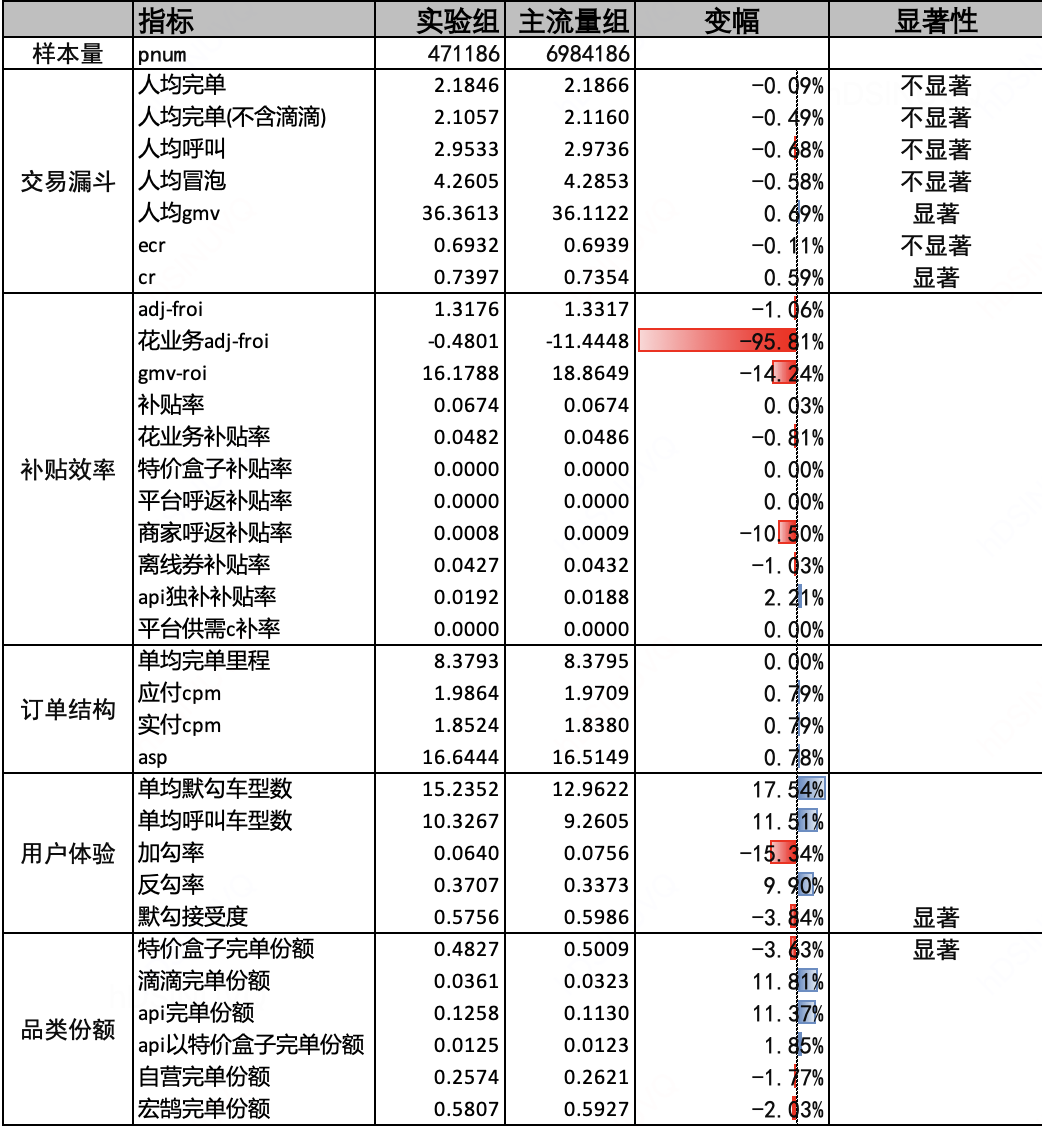 指标 实验组 主流量组 变幅 显著性
样本量 pnum 471186 6984186
交易漏斗 人均完单 2.1846 2.1866 -0.09% 不显著
人均完单(不含滴滴) 2.1057 2.1160 -0.49% 不显著
人均呼叫 2.9533 2.9736 -0.68% 不显著
人均冒泡 4.2605 4.2853 -0.58% 不显著
人均gmv 36.3613 36.1122 0.69% 显著
ecr 0.6932 0.6939 -0.11% 不显著
cr 0.7397 0.7354 0.59% 显著
补贴效率 adj-froi 1.3176 1.3317 -1.06%
花业务adj-froi -0.4801 -11.4448 -95.81%
gmv-roi 16.1788 18.8649 -14.24%
补贴率 0.0674 0.0674 0.03%
花业务补贴率 0.0482 0.0486 -0.81%
特价盒子补贴率 0.0000 0.0000 0.00%
平台呼返补贴率 0.0000 0.0000 0.00%
商家呼返补贴率 0.0008 0.0009 -10.50%
离线券补贴率 0.0427 0.0432 -1.03%
api独补补贴率 0.0192 0.0188 2.21%
平台供需c补率 0.0000 0.0000 0.00%
订单结构 单均完单里程 8.3793 8.3795 0.00%
应付cpm 1.9864 1.9709 0.79%
实付cpm 1.8524 1.8380 0.79%
asp 16.6444 16.5149 0.78%
用户体验 单均默勾车型数 15.2352 12.9622 17.54%
单均呼叫车型数 10.3267 9.2605 11.51%
加勾率 0.0640 0.0756 -15.34%
反勾率 0.3707 0.3373 9.90%
默勾接受度 0.5756 0.5986 -3.84% 显著
品类份额 特价盒子完单份额 0.4827 0.5009 -3.63% 显著
滴滴完单份额 0.0361 0.0323 11.81%
api完单份额 0.1258 0.1130 11.37%
api以特价盒子完单份额 0.0125 0.0123 1.85%
自营完单份额 0.2574 0.2621 -1.77%
宏鹄完单份额 0.5807 0.5927 -2.03%